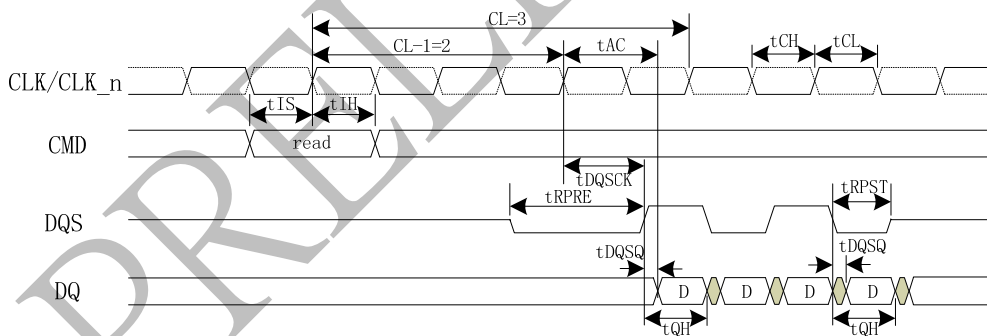 CL=3
CL-1=2
tAC
tCH
tCL
CLK/CLK_n
tIS
tIH
CMD
read
tDQSCK
tRPRE
tRPST
DQS
tDQSQ
tDQSQ
DQ
D
D
D
D
tQH
tQH
PREL